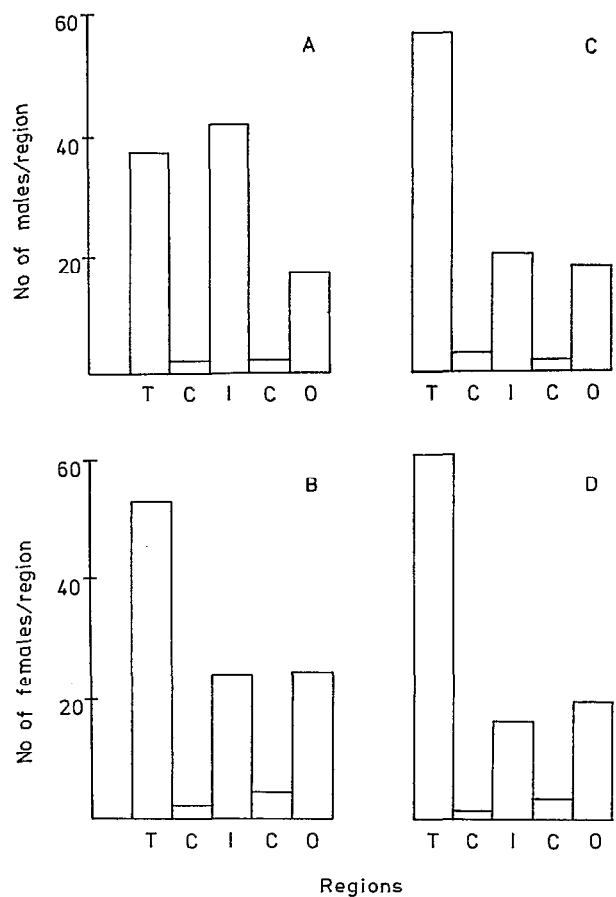 60
40
20
No of males/region
A
T C I C O
C
T C I C O
60
40
20
No of females/region
B
T C I C O
D
T C I C O
Regions